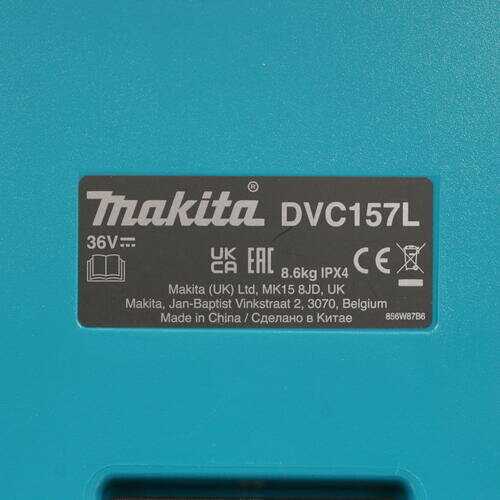 makita® DVC157L
36V
UK CA EAC 8.6kg IPX4 CE
Makita (UK) Ltd, MK15 8JD, UK
Makita, Jan-Baptist Vinkstraat 2, 3070, Belgium
Made in China / Сделано в Китае 856W87B6